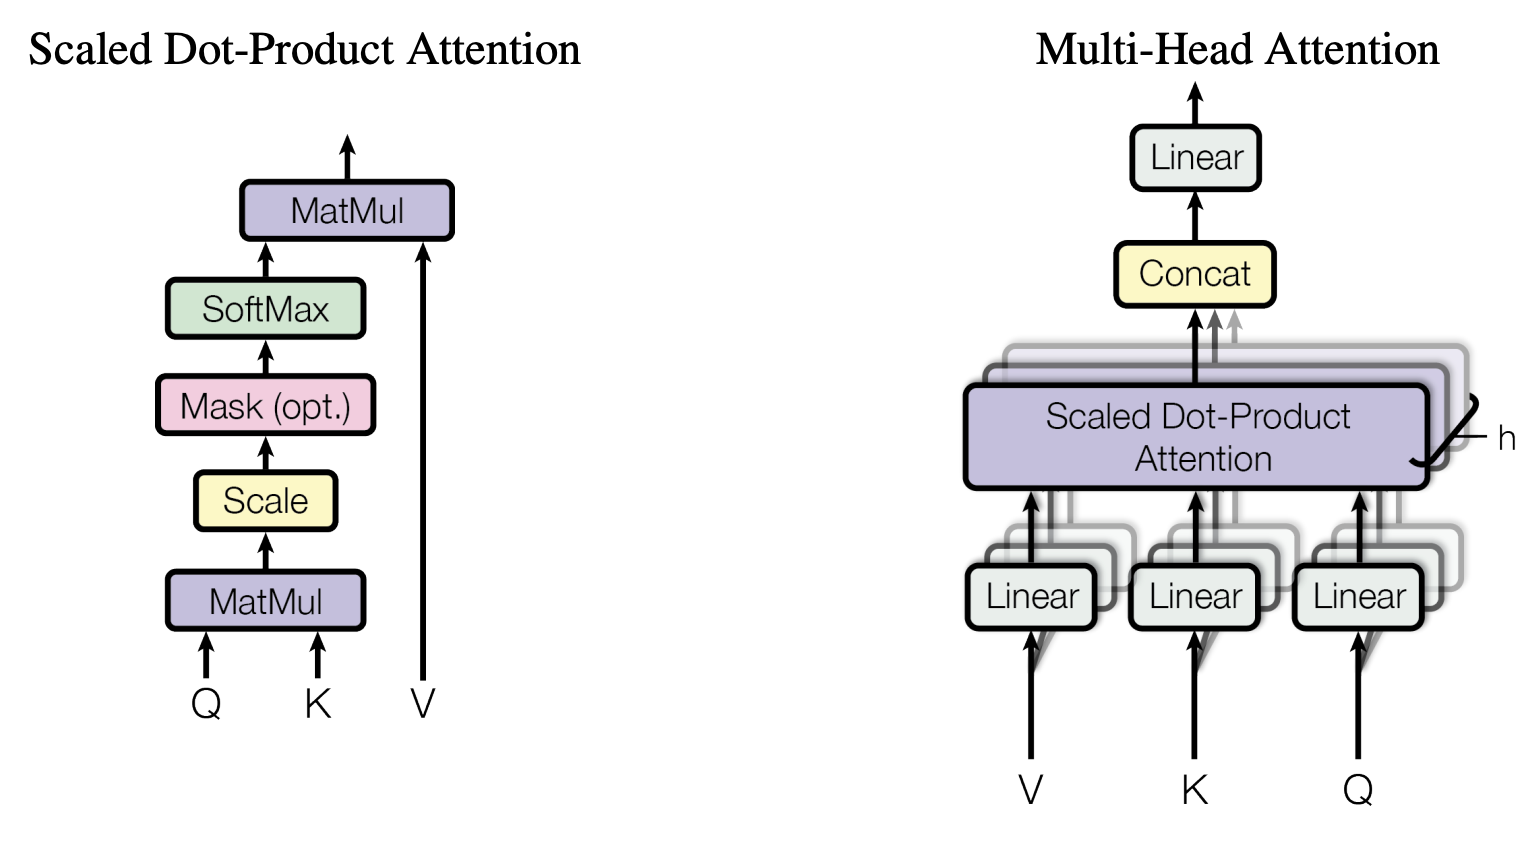 Scaled Dot-Product Attention
MatMul
SoftMax
Mask (opt.)
Scale
MatMul
Q K V
Multi-Head Attention
Linear
Concat
Scaled Dot-Product
Attention
h
Linear Linear Linear
V K Q